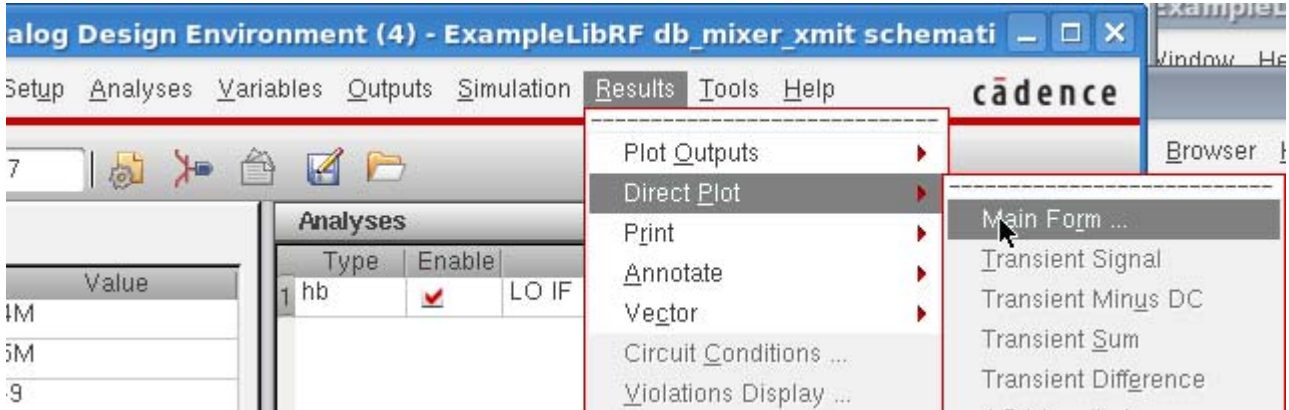 alog Design Environment (4) - ExampleLibRF db_mixer_xmit schemati
ExampleL
Window He
Setup Analyses Variables Outputs Simulation Results Tools Help cādence
7
Browser
Plot Outputs
Direct Plot
Main Form ...
Analyses
Print
Transient Signal
Type Enable
Value
Annotate
1 hb LO IF
Transient Minus DC
4M
Vector
Transient Sum
5M
Circuit Conditions ...
Transient Difference
-9
Violations Display ...